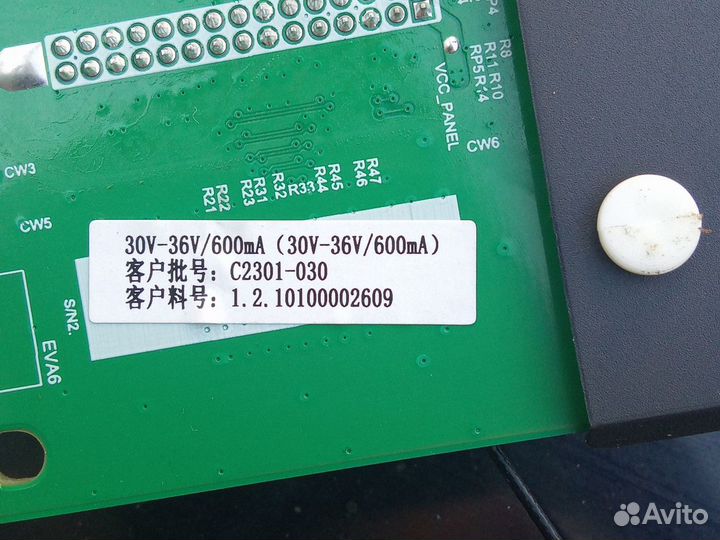 P4
R8
R11 R10
RP5 R14
VCC_PANEL
CW6
CW3
CW5
R21
R22
R23
R31
R32
R33
R44
R45
R46
R47
30V-36V/600mA (30V-36V/600mA)
客户批号: C2301-030
客户料号: 1.2.10100002609
S/N2.
EVA6
Avito